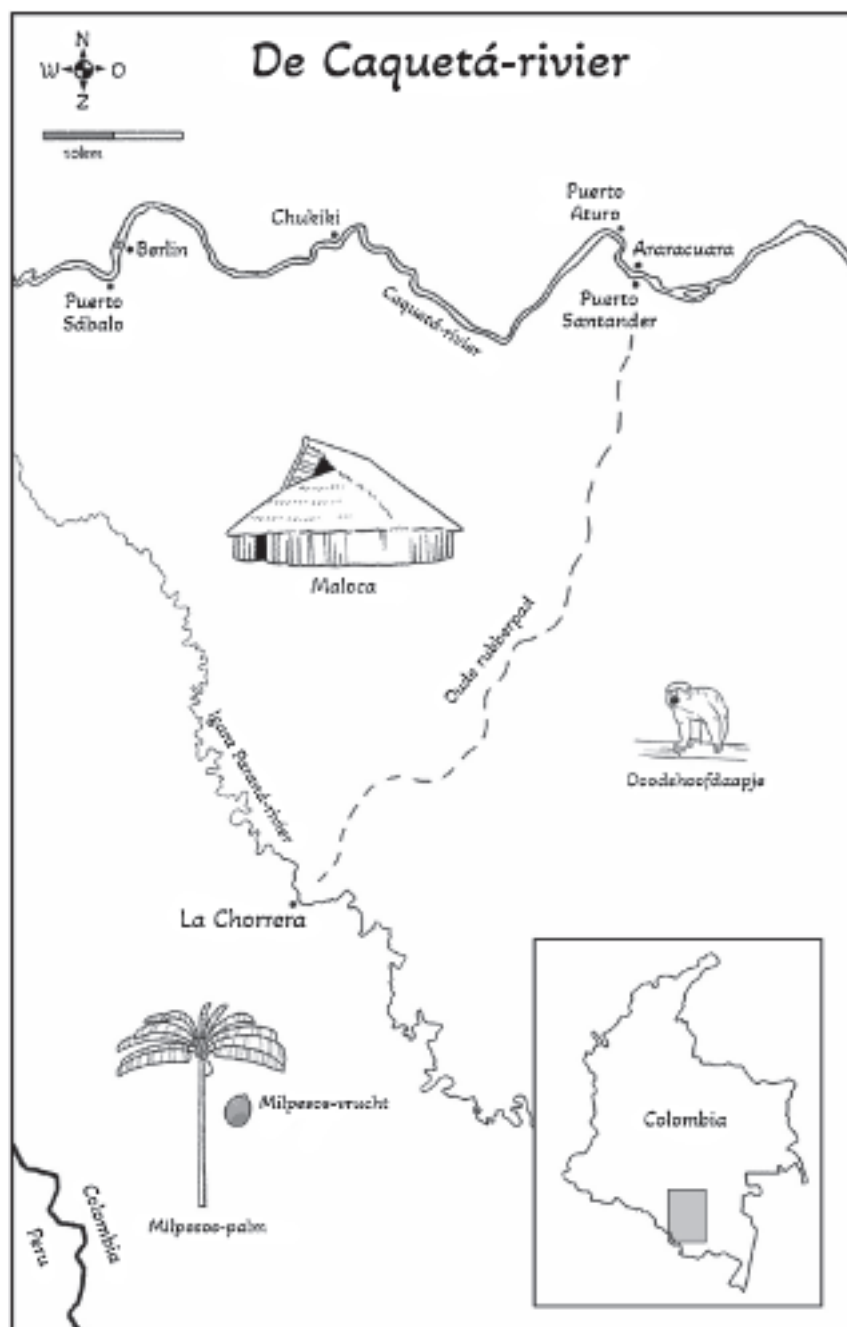 De Caquetá-rivier
N
W O
Z
10km
Puerto
Aturo
Chukiki
Araracuara
Berlin
Puerto
Sábalo
Puerto
Santander
Caquetá-rivier
Maloca
Oude rubberpad
Igara Paraná-rivier
Doodshoofdaapje
La Chorrera
Milpesos-vrucht
Colombia
Milpesos-palm
Colombia
Peru